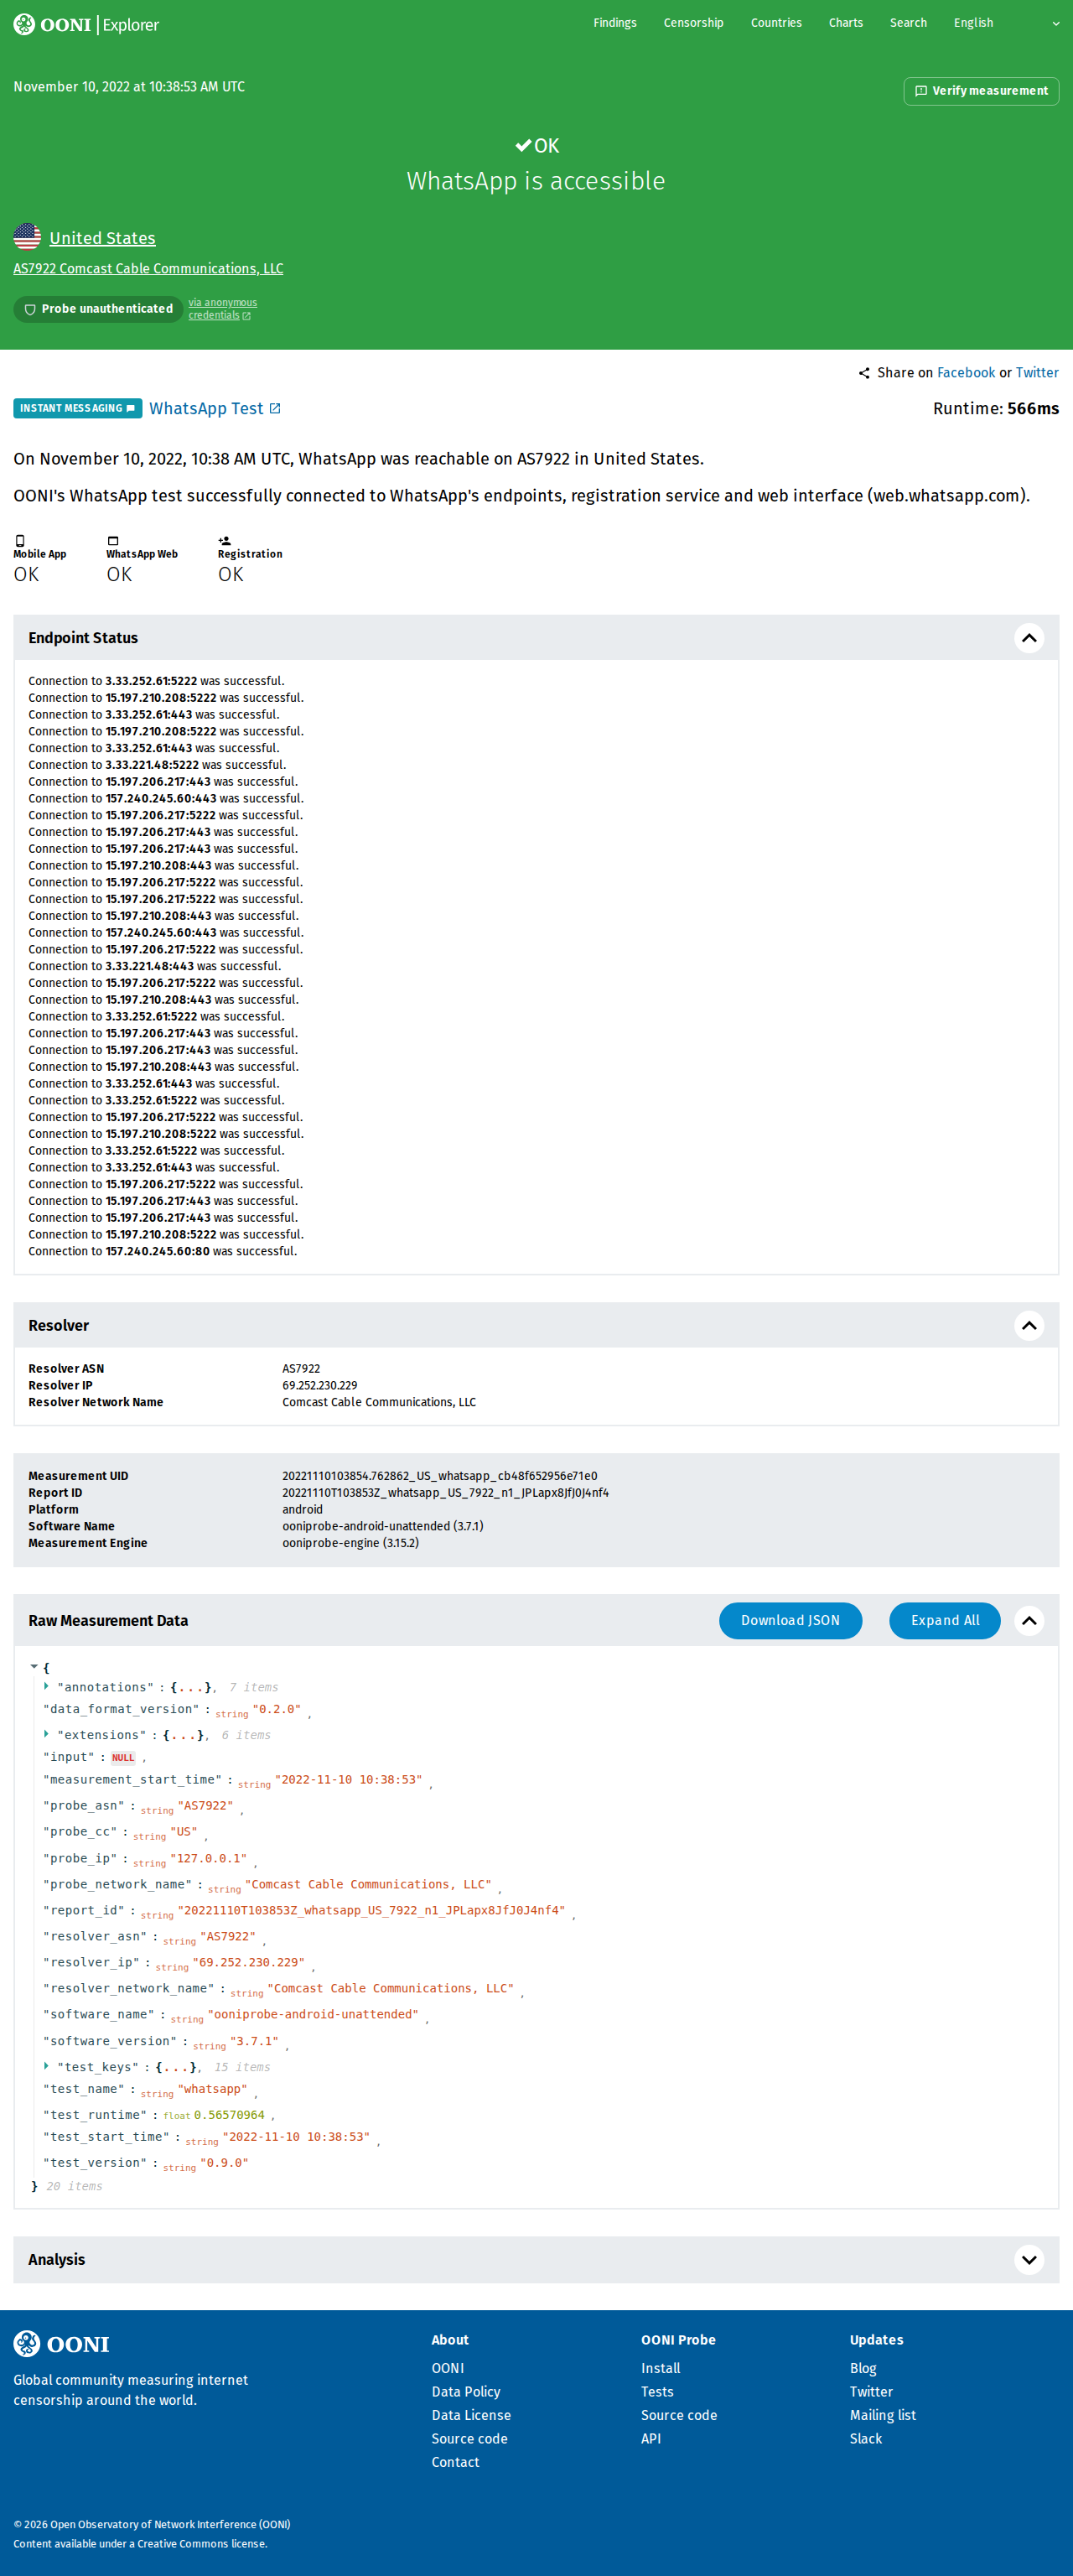 OONI Explorer
Findings Censorship Countries Charts Search English
November 10, 2022 at 10:38:53 AM UTC
Verify measurement
OK
WhatsApp is accessible
United States
AS7922 Comcast Cable Communications, LLC
Probe unauthenticated
via anonymous
credentials
Share on Facebook or Twitter
INSTANT MESSAGING WhatsApp Test
Runtime: 566ms
On November 10, 2022, 10:38 AM UTC, WhatsApp was reachable on AS7922 in United States.
OONI's WhatsApp test successfully connected to WhatsApp's endpoints, registration service and web interface (web.whatsapp.com).
Mobile App WhatsApp Web Registration
OK OK OK
Endpoint Status
Connection to 3.33.252.61:5222 was successful.
Connection to 15.197.210.208:5222 was successful.
Connection to 3.33.252.61:443 was successful.
Connection to 15.197.210.208:5222 was successful.
Connection to 3.33.252.61:443 was successful.
Connection to 3.33.221.48:5222 was successful.
Connection to 15.197.206.217:443 was successful.
Connection to 157.240.245.60:443 was successful.
Connection to 15.197.206.217:5222 was successful.
Connection to 15.197.206.217:443 was successful.
Connection to 15.197.206.217:443 was successful.
Connection to 15.197.210.208:443 was successful.
Connection to 15.197.206.217:5222 was successful.
Connection to 15.197.206.217:5222 was successful.
Connection to 15.197.210.208:443 was successful.
Connection to 157.240.245.60:443 was successful.
Connection to 15.197.206.217:5222 was successful.
Connection to 3.33.221.48:443 was successful.
Connection to 15.197.206.217:5222 was successful.
Connection to 15.197.210.208:443 was successful.
Connection to 3.33.252.61:5222 was successful.
Connection to 15.197.206.217:443 was successful.
Connection to 15.197.206.217:443 was successful.
Connection to 15.197.210.208:443 was successful.
Connection to 3.33.252.61:443 was successful.
Connection to 3.33.252.61:5222 was successful.
Connection to 15.197.206.217:5222 was successful.
Connection to 15.197.210.208:5222 was successful.
Connection to 3.33.252.61:5222 was successful.
Connection to 3.33.252.61:443 was successful.
Connection to 15.197.206.217:5222 was successful.
Connection to 15.197.206.217:443 was successful.
Connection to 15.197.206.217:443 was successful.
Connection to 15.197.210.208:5222 was successful.
Connection to 157.240.245.60:80 was successful.
Resolver
Resolver ASN AS7922
Resolver IP 69.252.230.229
Resolver Network Name Comcast Cable Communications, LLC
Measurement UID 20221110103854.762862_US_whatsapp_cb48f652956e71e0
Report ID 20221110T103853Z_whatsapp_US_7922_n1_JPLapx8JfJ0J4nf4
Platform android
Software Name ooniprobe-android-unattended (3.7.1)
Measurement Engine ooniprobe-engine (3.15.2)
Raw Measurement Data Download JSON Expand All
{
"annotations" : {...}, 7 items
"data_format_version" : string "0.2.0" ,
"extensions" : {...}, 6 items
"input" : NULL ,
"measurement_start_time" : string "2022-11-10 10:38:53" ,
"probe_asn" : string "AS7922" ,
"probe_cc" : string "US" ,
"probe_ip" : string "127.0.0.1" ,
"probe_network_name" : string "Comcast Cable Communications, LLC" ,
"report_id" : string "20221110T103853Z_whatsapp_US_7922_n1_JPLapx8JfJ0J4nf4" ,
"resolver_asn" : string "AS7922" ,
"resolver_ip" : string "69.252.230.229" ,
"resolver_network_name" : string "Comcast Cable Communications, LLC" ,
"software_name" : string "ooniprobe-android-unattended" ,
"software_version" : string "3.7.1" ,
"test_keys" : {...}, 15 items
"test_name" : string "whatsapp" ,
"test_runtime" : float 0.56570964 ,
"test_start_time" : string "2022-11-10 10:38:53" ,
"test_version" : string "0.9.0"
} 20 items
Analysis
OONI
Global community measuring internet
censorship around the world.
About
OONI
Data Policy
Data License
Source code
Contact
OONI Probe
Install
Tests
Source code
API
Updates
Blog
Twitter
Mailing list
Slack
© 2026 Open Observatory of Network Interference (OONI)
Content available under a Creative Commons license.